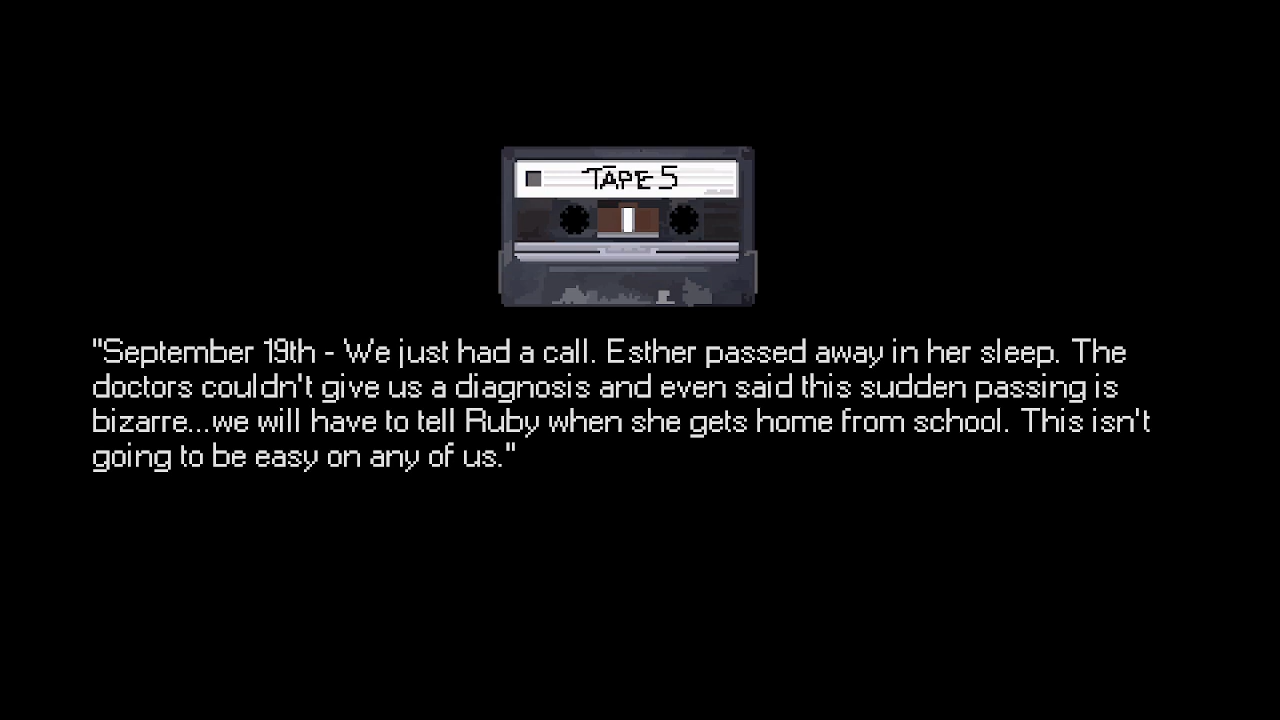 TAPE 5
"September 19th - We just had a call. Esther passed away in her sleep. The
doctors couldn't give us a diagnosis and even said this sudden passing is
bizarre...we will have to tell Ruby when she gets home from school. This isn't
going to be easy on any of us."